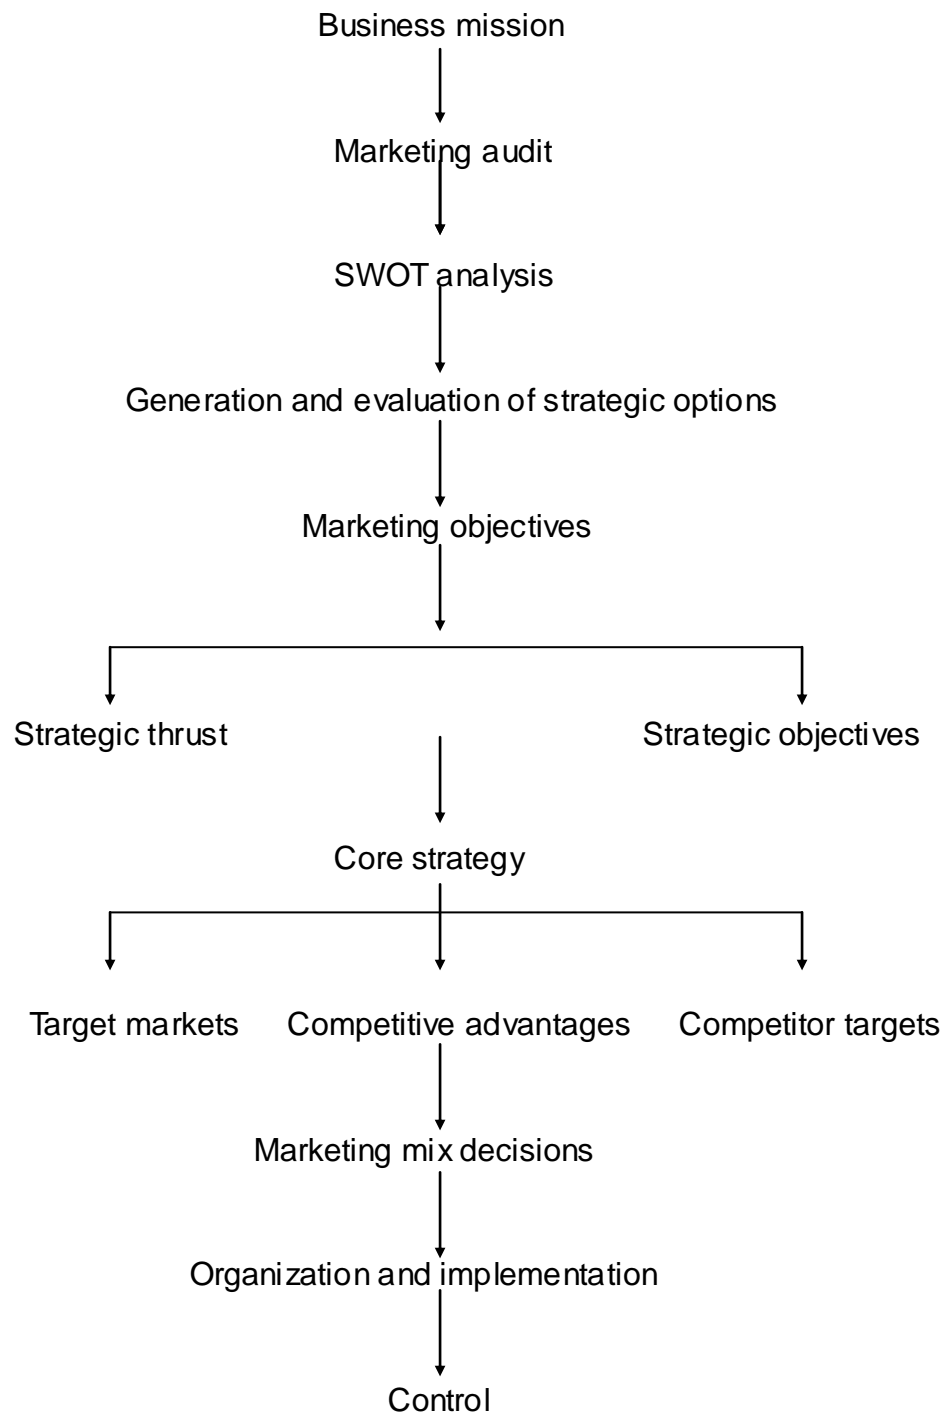 Business mission
Marketing audit
SWOT analysis
Generation and evaluation of strategic options
Marketing objectives
Strategic thrust
Strategic objectives
Core strategy
Target markets
Competitive advantages
Competitor targets
Marketing mix decisions
Organization and implementation
Control